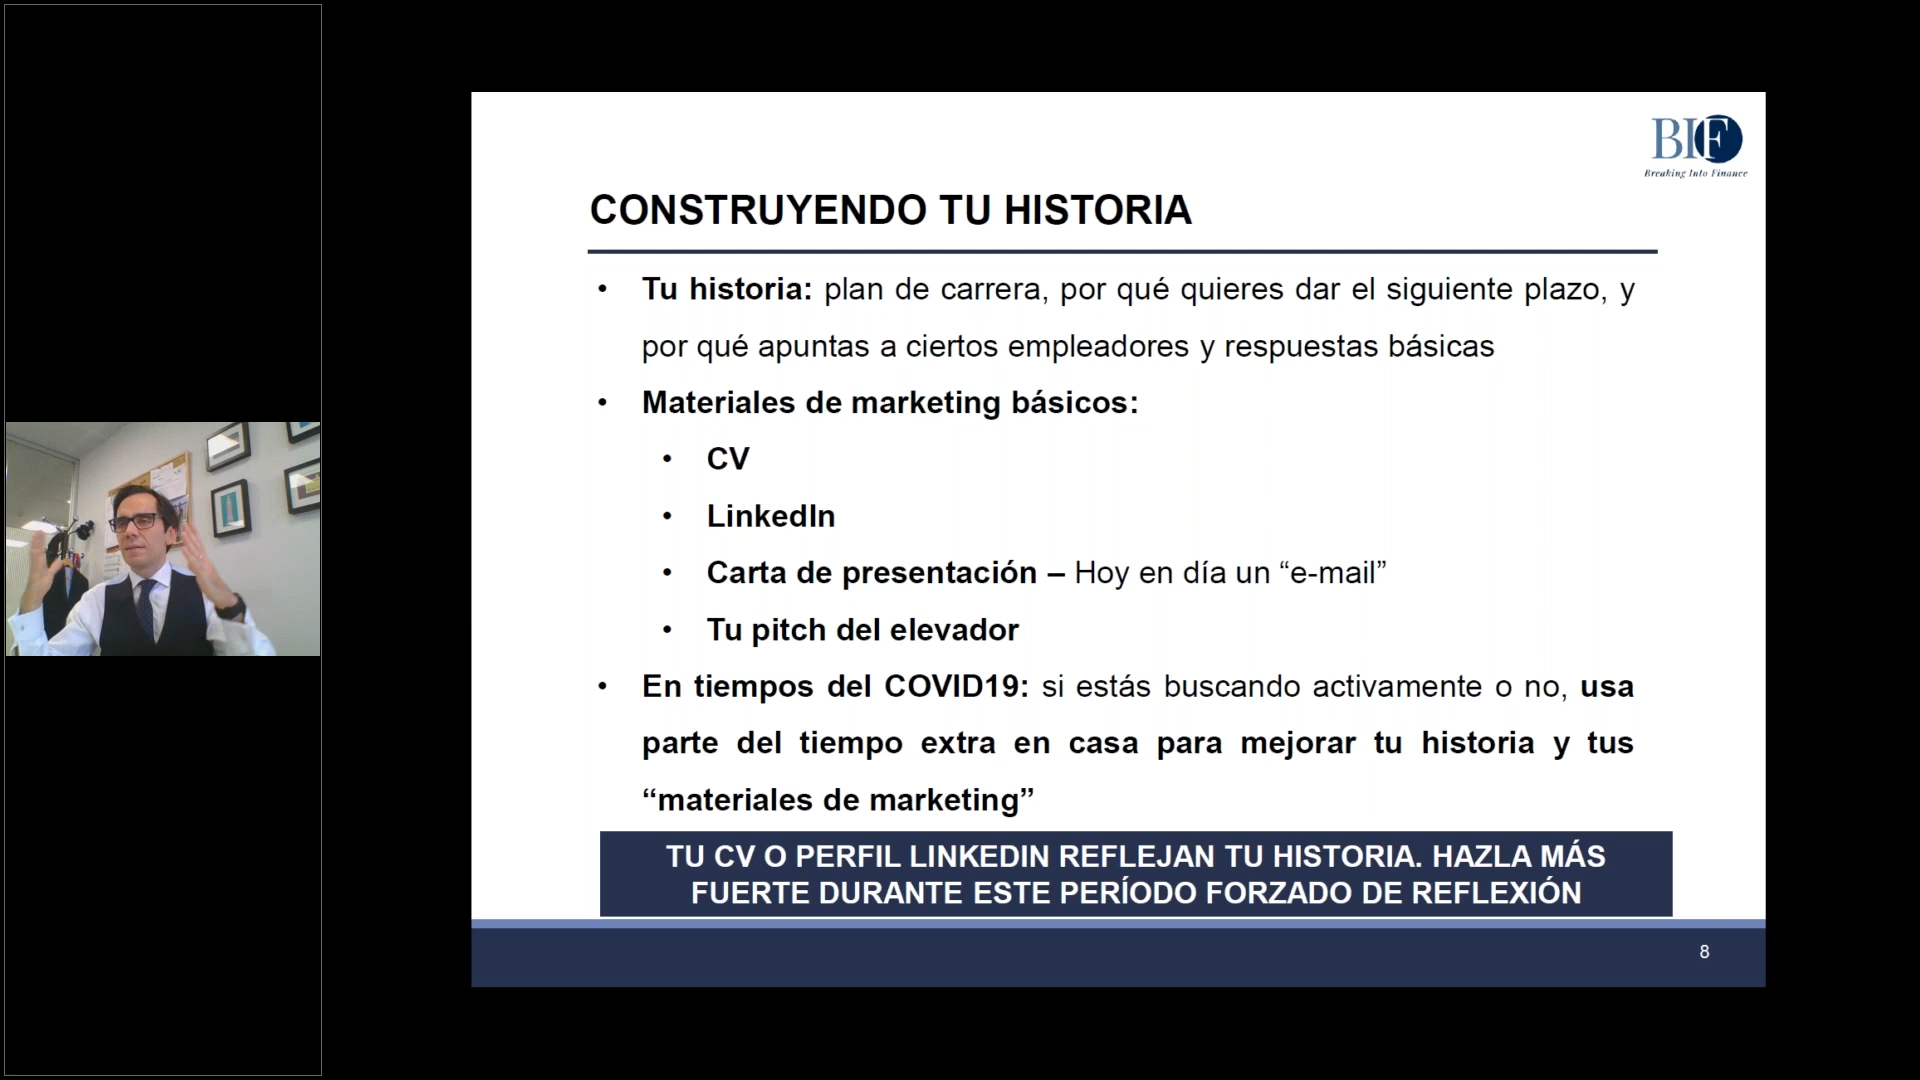 BIF
Breaking Into Finance
CONSTRUYENDO TU HISTORIA
• Tu historia: plan de carrera, por qué quieres dar el siguiente plazo, y
por qué apuntas a ciertos empleadores y respuestas básicas
• Materiales de marketing básicos:
• CV
• LinkedIn
• Carta de presentación – Hoy en día un “e-mail”
• Tu pitch del elevador
• En tiempos del COVID19: si estás buscando activamente o no, usa
parte del tiempo extra en casa para mejorar tu historia y tus
“materiales de marketing”
TU CV O PERFIL LINKEDIN REFLEJAN TU HISTORIA. HAZLA MÁS
FUERTE DURANTE ESTE PERÍODO FORZADO DE REFLEXIÓN
8